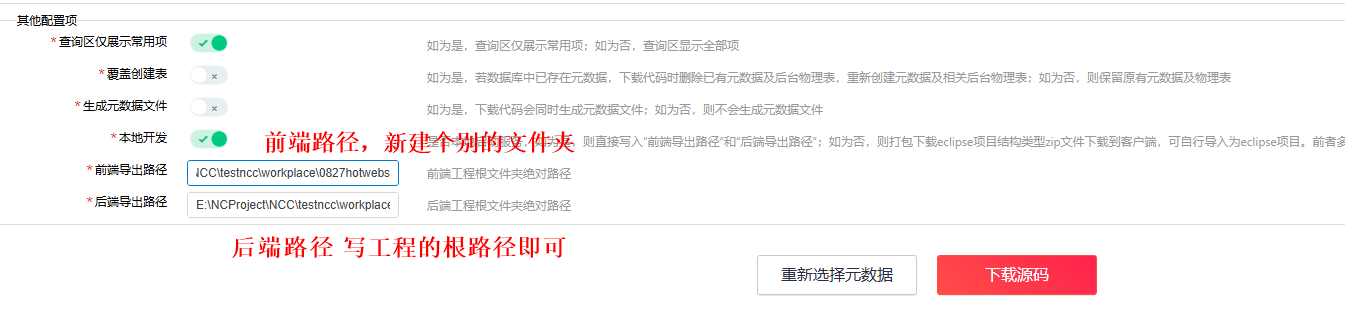 其他配置项
*查询区仅展示常用项 如为是，查询区仅展示常用项；如为否，查询区显示全部项
*覆盖创建表 如为是，若数据库中已存在元数据，下载代码时删除已有元数据及后台物理表，重新创建元数据及相关后台物理表；如为否，则保留原有元数据及物理表
*生成元数据文件 如为是，下载代码会同时生成元数据文件；如为否，则不会生成元数据文件
*本地开发 则直接写入“前端导出路径”和“后端导出路径”；如为否，则打包下载eclipse项目结构类型zip文件下载到客户端，可自行导入为eclipse项目。前者多
前端路径，新建个别的文件夹
*前端导出路径 NCC\testncc\workplace\0827hotwebs 前端工程根文件夹绝对路径
*后端导出路径 E:\NCProject\NCC\testncc\workplace 后端工程根文件夹绝对路径
后端路径 写工程的根路径即可
重新选择元数据 下载源码